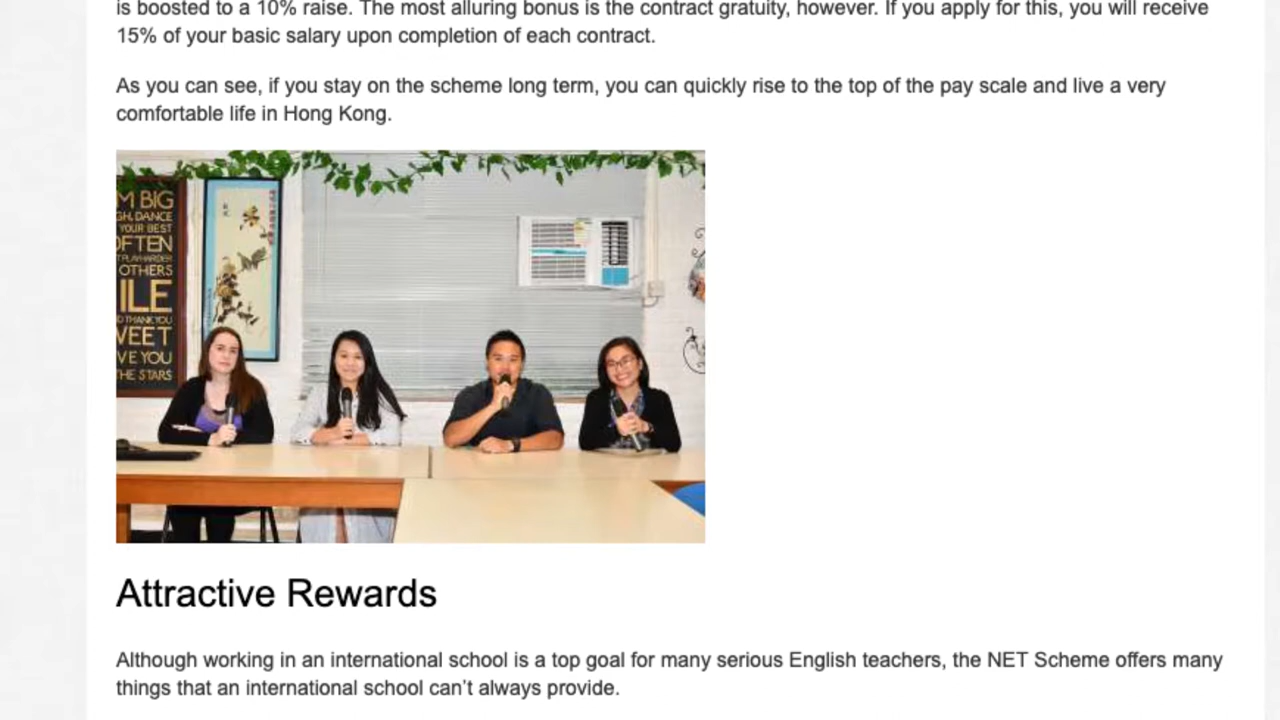 is boosted to a 10% raise. The most alluring bonus is the contract gratuity, however. If you apply for this, you will receive
15% of your basic salary upon completion of each contract.
As you can see, if you stay on the scheme long term, you can quickly rise to the top of the pay scale and live a very
comfortable life in Hong Kong.
M BIG
GH, DANCE
YOUR BEST
OFTEN
T PLAY HARDER
OTHERS
ILE
D THANK YOU
WEET
VE YOU
THE STARS
Attractive Rewards
Although working in an international school is a top goal for many serious English teachers, the NET Scheme offers many
things that an international school can’t always provide.